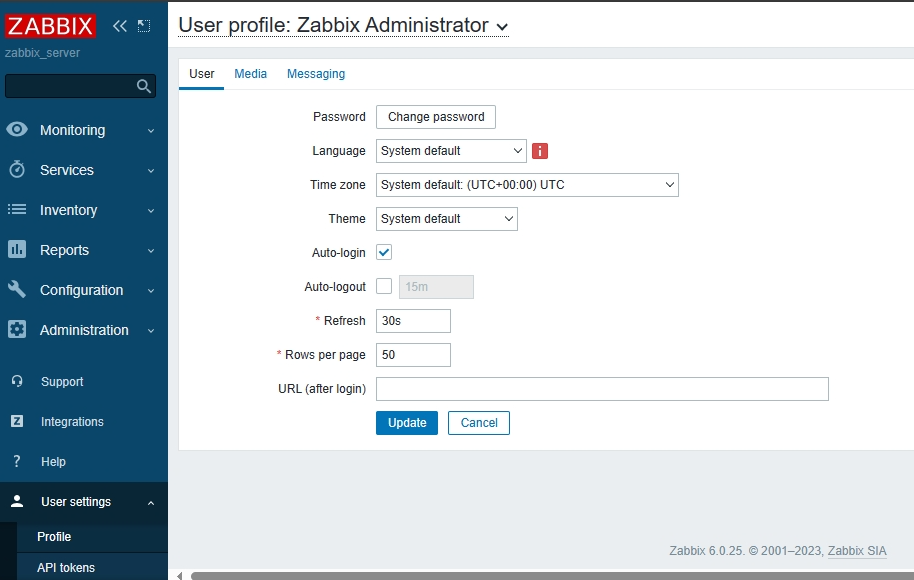 ZABBIX
zabbix_server
Monitoring
Services
Inventory
Reports
Configuration
Administration
Support
Integrations
Help
User settings
Profile
API tokens
User profile: Zabbix Administrator
User Media Messaging
Password Change password
Language System default
Time zone System default: (UTC+00:00) UTC
Theme System default
Auto-login
Auto-logout 15m
* Refresh 30s
* Rows per page 50
URL (after login)
Update Cancel
Zabbix 6.0.25. © 2001–2023, Zabbix SIA